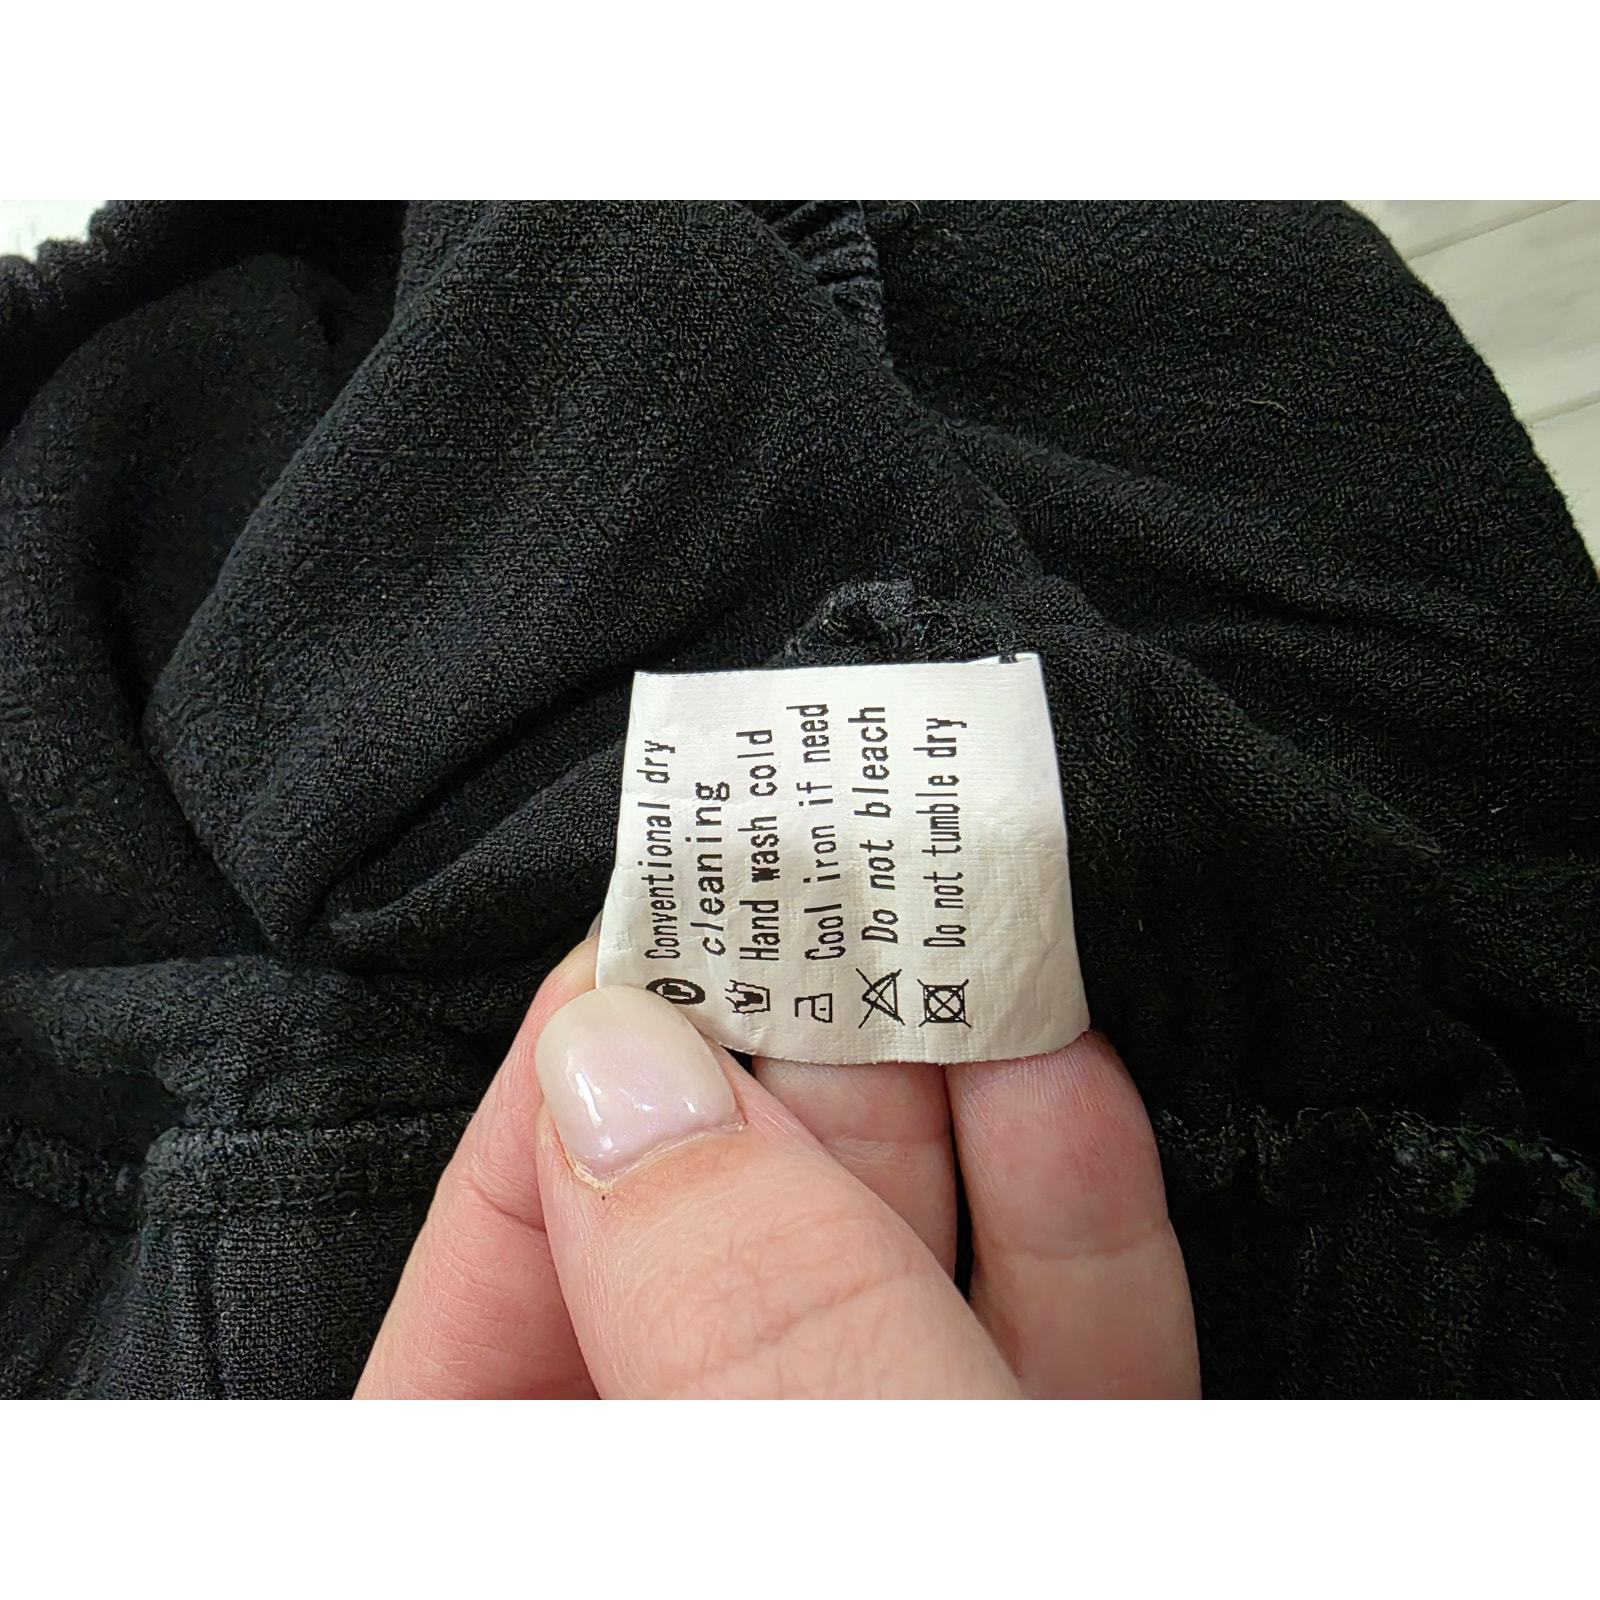 Conventional dry
cleaning
Hand wash cold
Cool iron if need
Do not bleach
Do not tumble dry